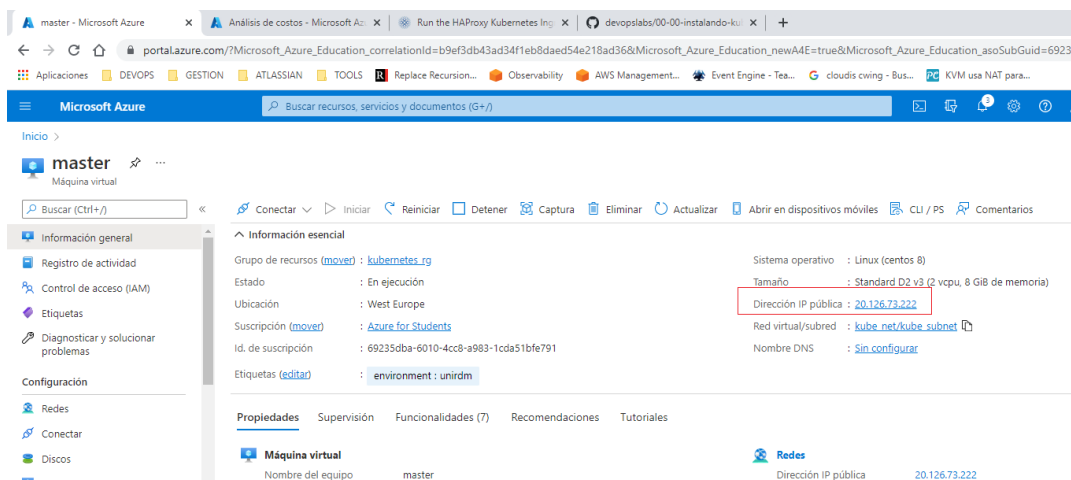 master - Microsoft Azure
Análisis de costos - Microsoft Az
Run the HAProxy Kubernetes Ing
devopslabs/00-00-instalando-ku
portal.azure.com/?Microsoft_Azure_Education_correlationId=b9ef3db43ad34f1eb8daed54e218ad36&Microsoft_Azure_Education_newA4E=true&Microsoft_Azure_Education_asoSubGuid=6923
Aplicaciones DEVOPS GESTION ATLASSIAN TOOLS Replace Recursion... Observability AWS Management... Event Engine - Tea... cloudis cwing - Bus... KVM usa NAT para...
Microsoft Azure
Buscar recursos, servicios y documentos (G+/)
3
Inicio >
master
Máquina virtual
Buscar (Ctrl+/)
Conectar Iniciar Reiniciar Detener Captura Eliminar Actualizar Abrir en dispositivos móviles CLI / PS Comentarios
Información general
Registro de actividad
Control de acceso (IAM)
Etiquetas
Diagnosticar y solucionar
problemas
Configuración
Redes
Conectar
Discos
Información esencial
Grupo de recursos (mover) : kubernetes_rg
Estado : En ejecución
Ubicación : West Europe
Suscripción (mover) : Azure for Students
Id. de suscripción : 69235dba-6010-4cc8-a983-1cda51bfe791
Etiquetas (editar) : environment : unirdm
Sistema operativo : Linux (centos 8)
Tamaño : Standard D2 v3 (2 vcpu, 8 GiB de memoria)
Dirección IP pública : 20.126.73.222
Red virtual/subred : kube_net/kube_subnet
Nombre DNS : Sin configurar
Propiedades Supervisión Funcionalidades (7) Recomendaciones Tutoriales
Máquina virtual
Nombre del equipo master
Redes
Dirección IP pública 20.126.73.222